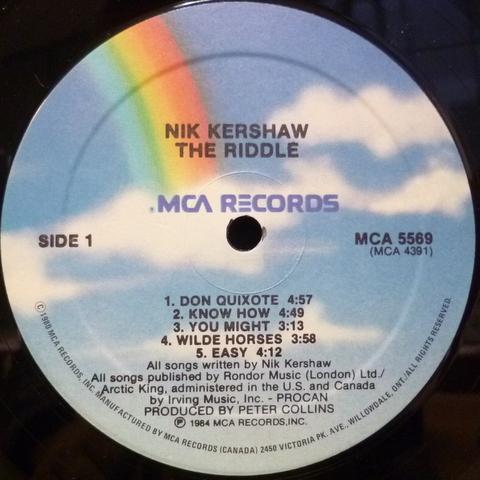 NIK KERSHAW
THE RIDDLE
MCA RECORDS
SIDE 1
MCA 5569
(MCA 4391)
1. DON QUIXOTE 4:57
2. KNOW HOW 4:49
3. YOU MIGHT 3:13
4. WILDE HORSES 3:58
5. EASY 4:12
All songs written by Nik Kershaw
All songs published by Rondor Music (London) Ltd./
Arctic King, administered in the U.S. and Canada
by Irving Music, Inc. - PROCAN
PRODUCED BY PETER COLLINS
℗ 1984 MCA RECORDS, INC.
© 1980 MCA RECORDS, INC. MANUFACTURED BY MCA RECORDS (CANADA) 2450 VICTORIA PK. AVE., WILLOWDALE, ONT./ALL RIGHTS RESERVED